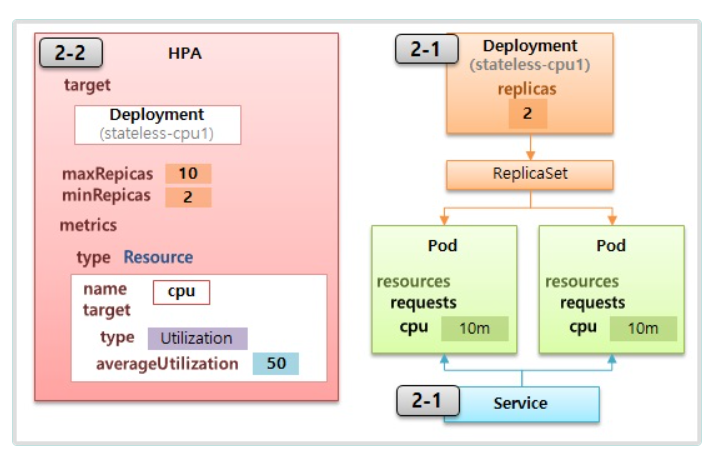 2-2
HPA
target
Deployment
(stateless-cpu1)
maxRepicas 10
minRepicas 2
metrics
type Resource
name cpu
target
type Utilization
averageUtilization 50
2-1
Deployment
(stateless-cpu1)
replicas
2
ReplicaSet
Pod
resources
requests
cpu 10m
Pod
resources
requests
cpu 10m
2-1
Service